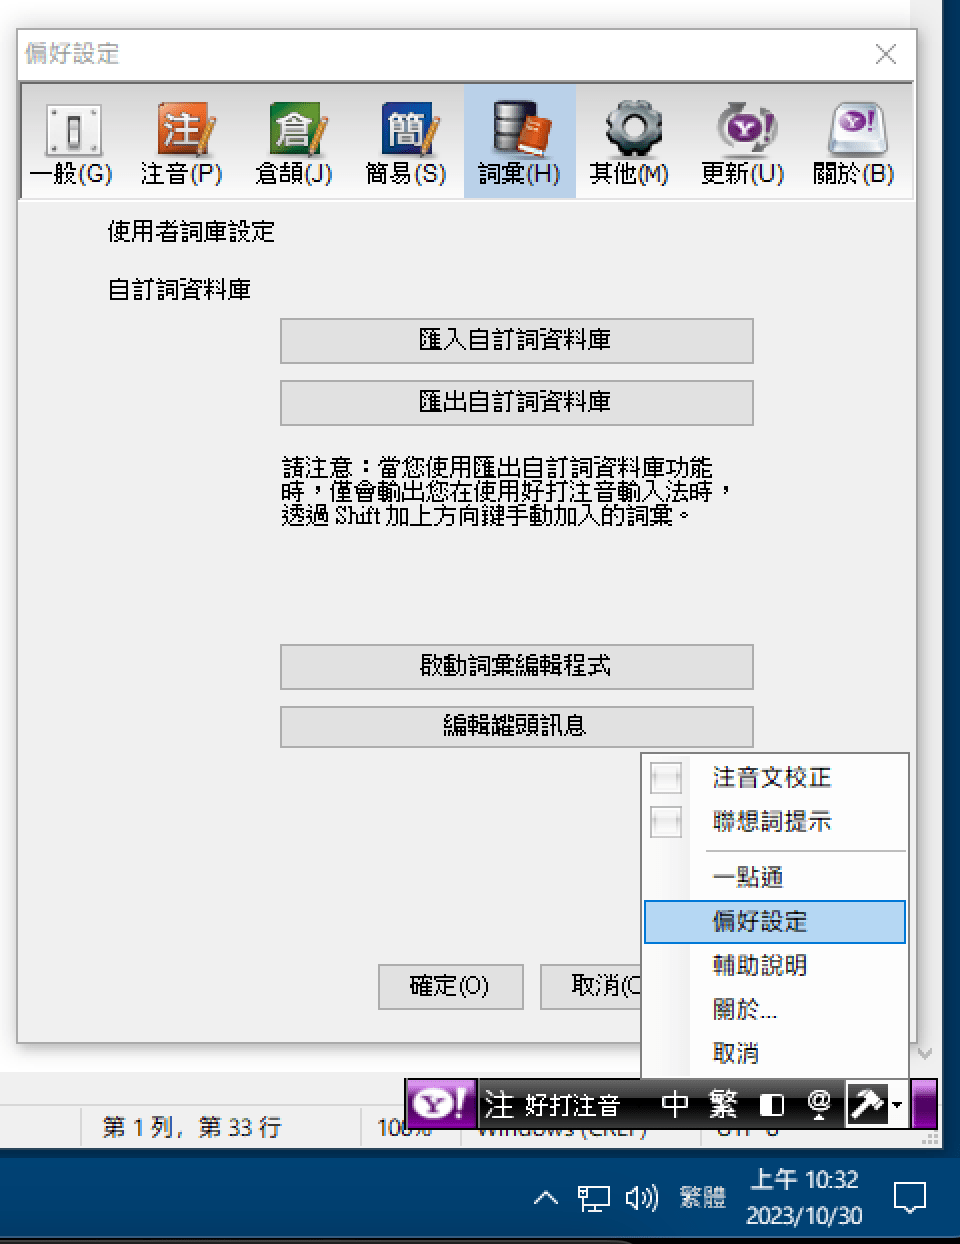 偏好設定
一般(G) 注音(P) 倉頡(J) 簡易(S) 詞彙(H) 其他(M) 更新(U) 關於(B)
使用者詞庫設定
自訂詞資料庫
匯入自訂詞資料庫
匯出自訂詞資料庫
請注意：當您使用匯出自訂詞資料庫功能
時，僅會輸出您在使用好打注音輸入法時，
透過 Shift 加上方向鍵手動加入的詞彙。
啟動詞彙編輯程式
編輯罐頭訊息
確定(O) 取消(C
注音文校正
聯想詞提示
一點通
偏好設定
輔助說明
關於...
取消
Y! 注 好打注音 中 繁 @
第 1 列，第 33 行 100% Windows (CRLF) UTF-8
繁體
上午 10:32
2023/10/30